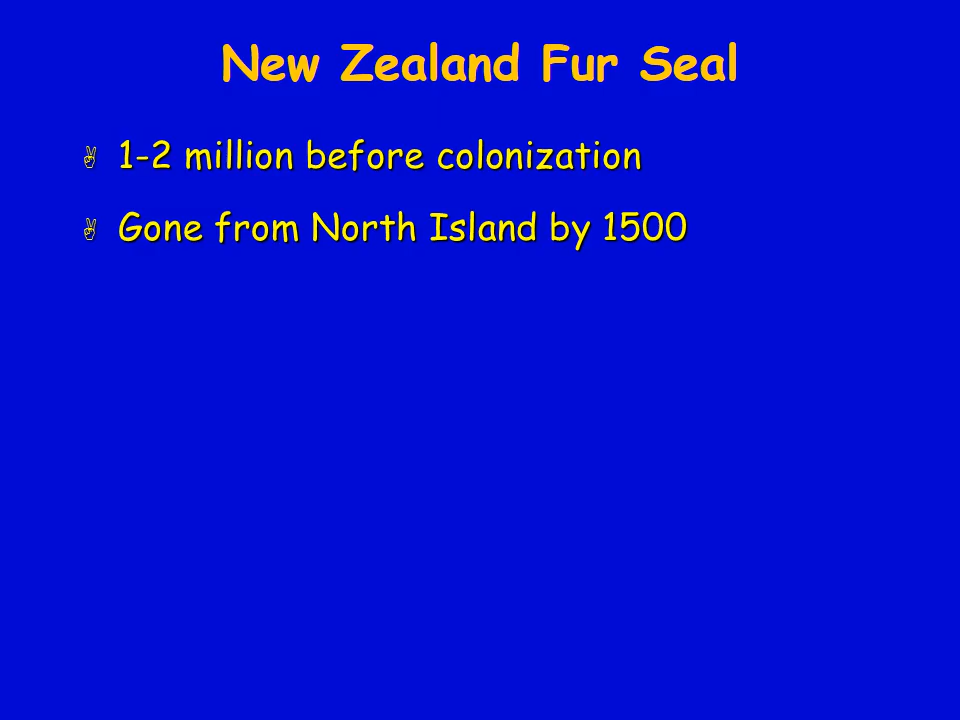 New Zealand Fur Seal
1-2 million before colonization
Gone from North Island by 1500